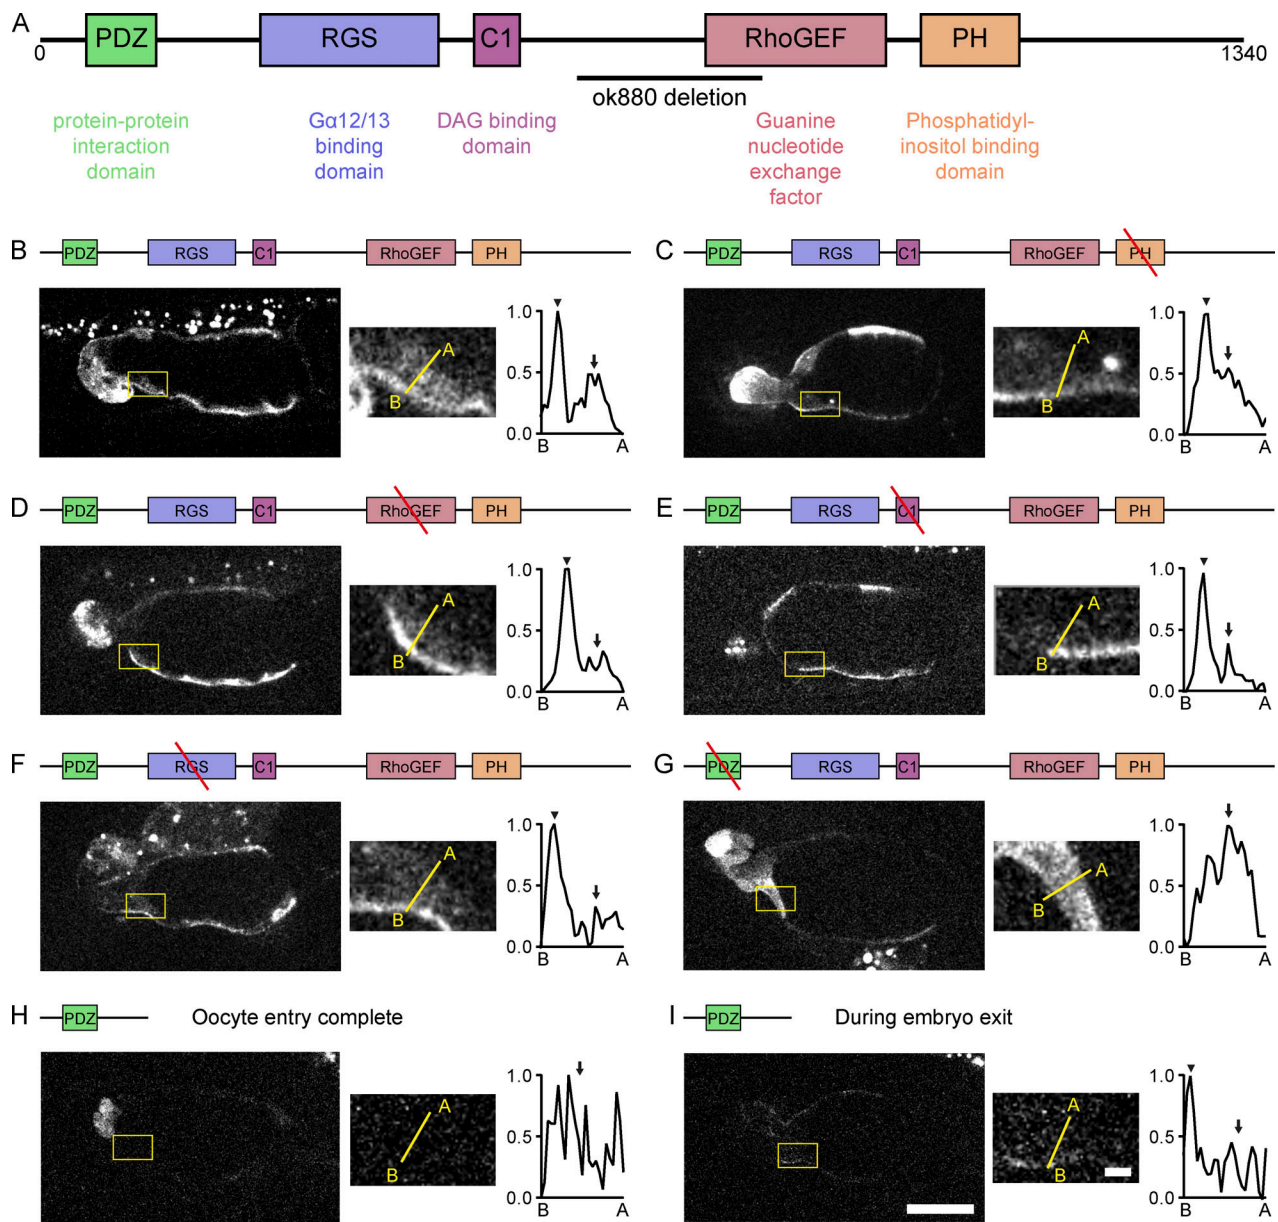 A
PDZ RGS C1 RhoGEF PH
0 1340
ok880 deletion
protein-protein interaction domain
Gα12/13 binding domain
DAG binding domain
Guanine nucleotide exchange factor
Phosphatidyl-inositol binding domain
B
PDZ RGS C1 RhoGEF PH
A
B
1.0
0.5
0.0
B A
C
PDZ RGS C1 RhoGEF PH
A
B
1.0
0.5
0.0
B A
D
PDZ RGS C1 RhoGEF PH
A
B
1.0
0.5
0.0
B A
E
PDZ RGS C1 RhoGEF PH
A
B
1.0
0.5
0.0
B A
F
PDZ RGS C1 RhoGEF PH
A
B
1.0
0.5
0.0
B A
G
PDZ RGS C1 RhoGEF PH
A
B
1.0
0.5
0.0
B A
H
PDZ
Oocyte entry complete
A
B
1.0
0.5
0.0
B A
I
PDZ
During embryo exit
A
B
1.0
0.5
0.0
B A